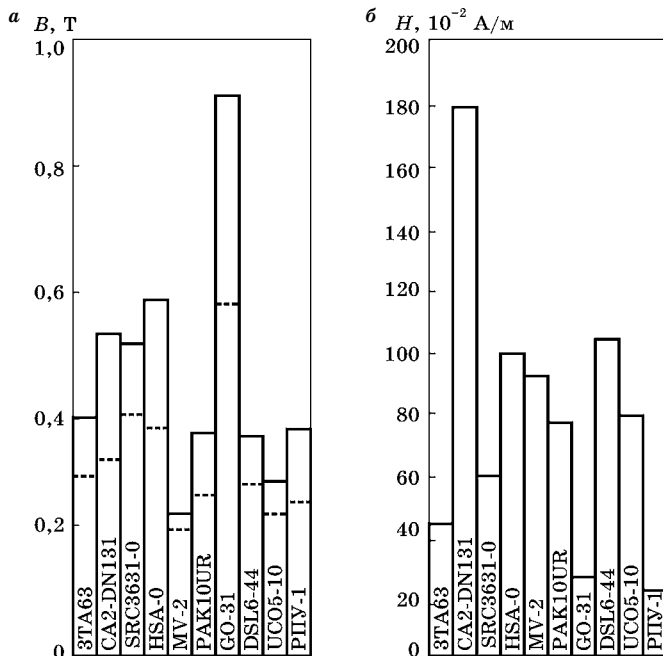 а B, Т
1,0
0,8
0,6
0,4
0,2
0
3TA63
CA2-DN131
SRC3631-0
HSA-0
MV-2
PAK10UR
GO-31
DSL6-44
UCO5-10
РПУ-1
б H, 10⁻² А/м
200
180
160
140
120
100
80
60
40
20
0
3TA63
CA2-DN131
SRC3631-0
HSA-0
MV-2
PAK10UR
GO-31
DSL6-44
UCO5-10
РПУ-1